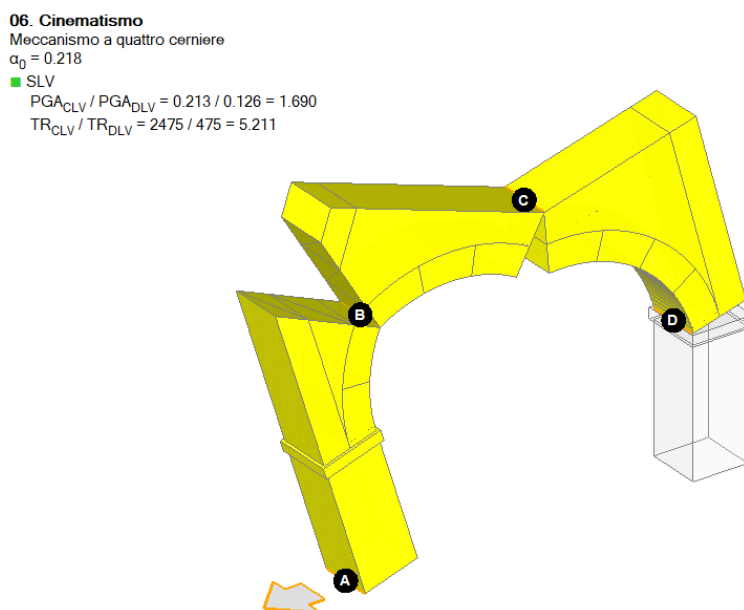 06. Cinematismo
Meccanismo a quattro cerniere
α0 = 0.218
SLV
PGACLV / PGADLV = 0.213 / 0.126 = 1.690
TRCLV / TRDLV = 2475 / 475 = 5.211
C
B
D
A